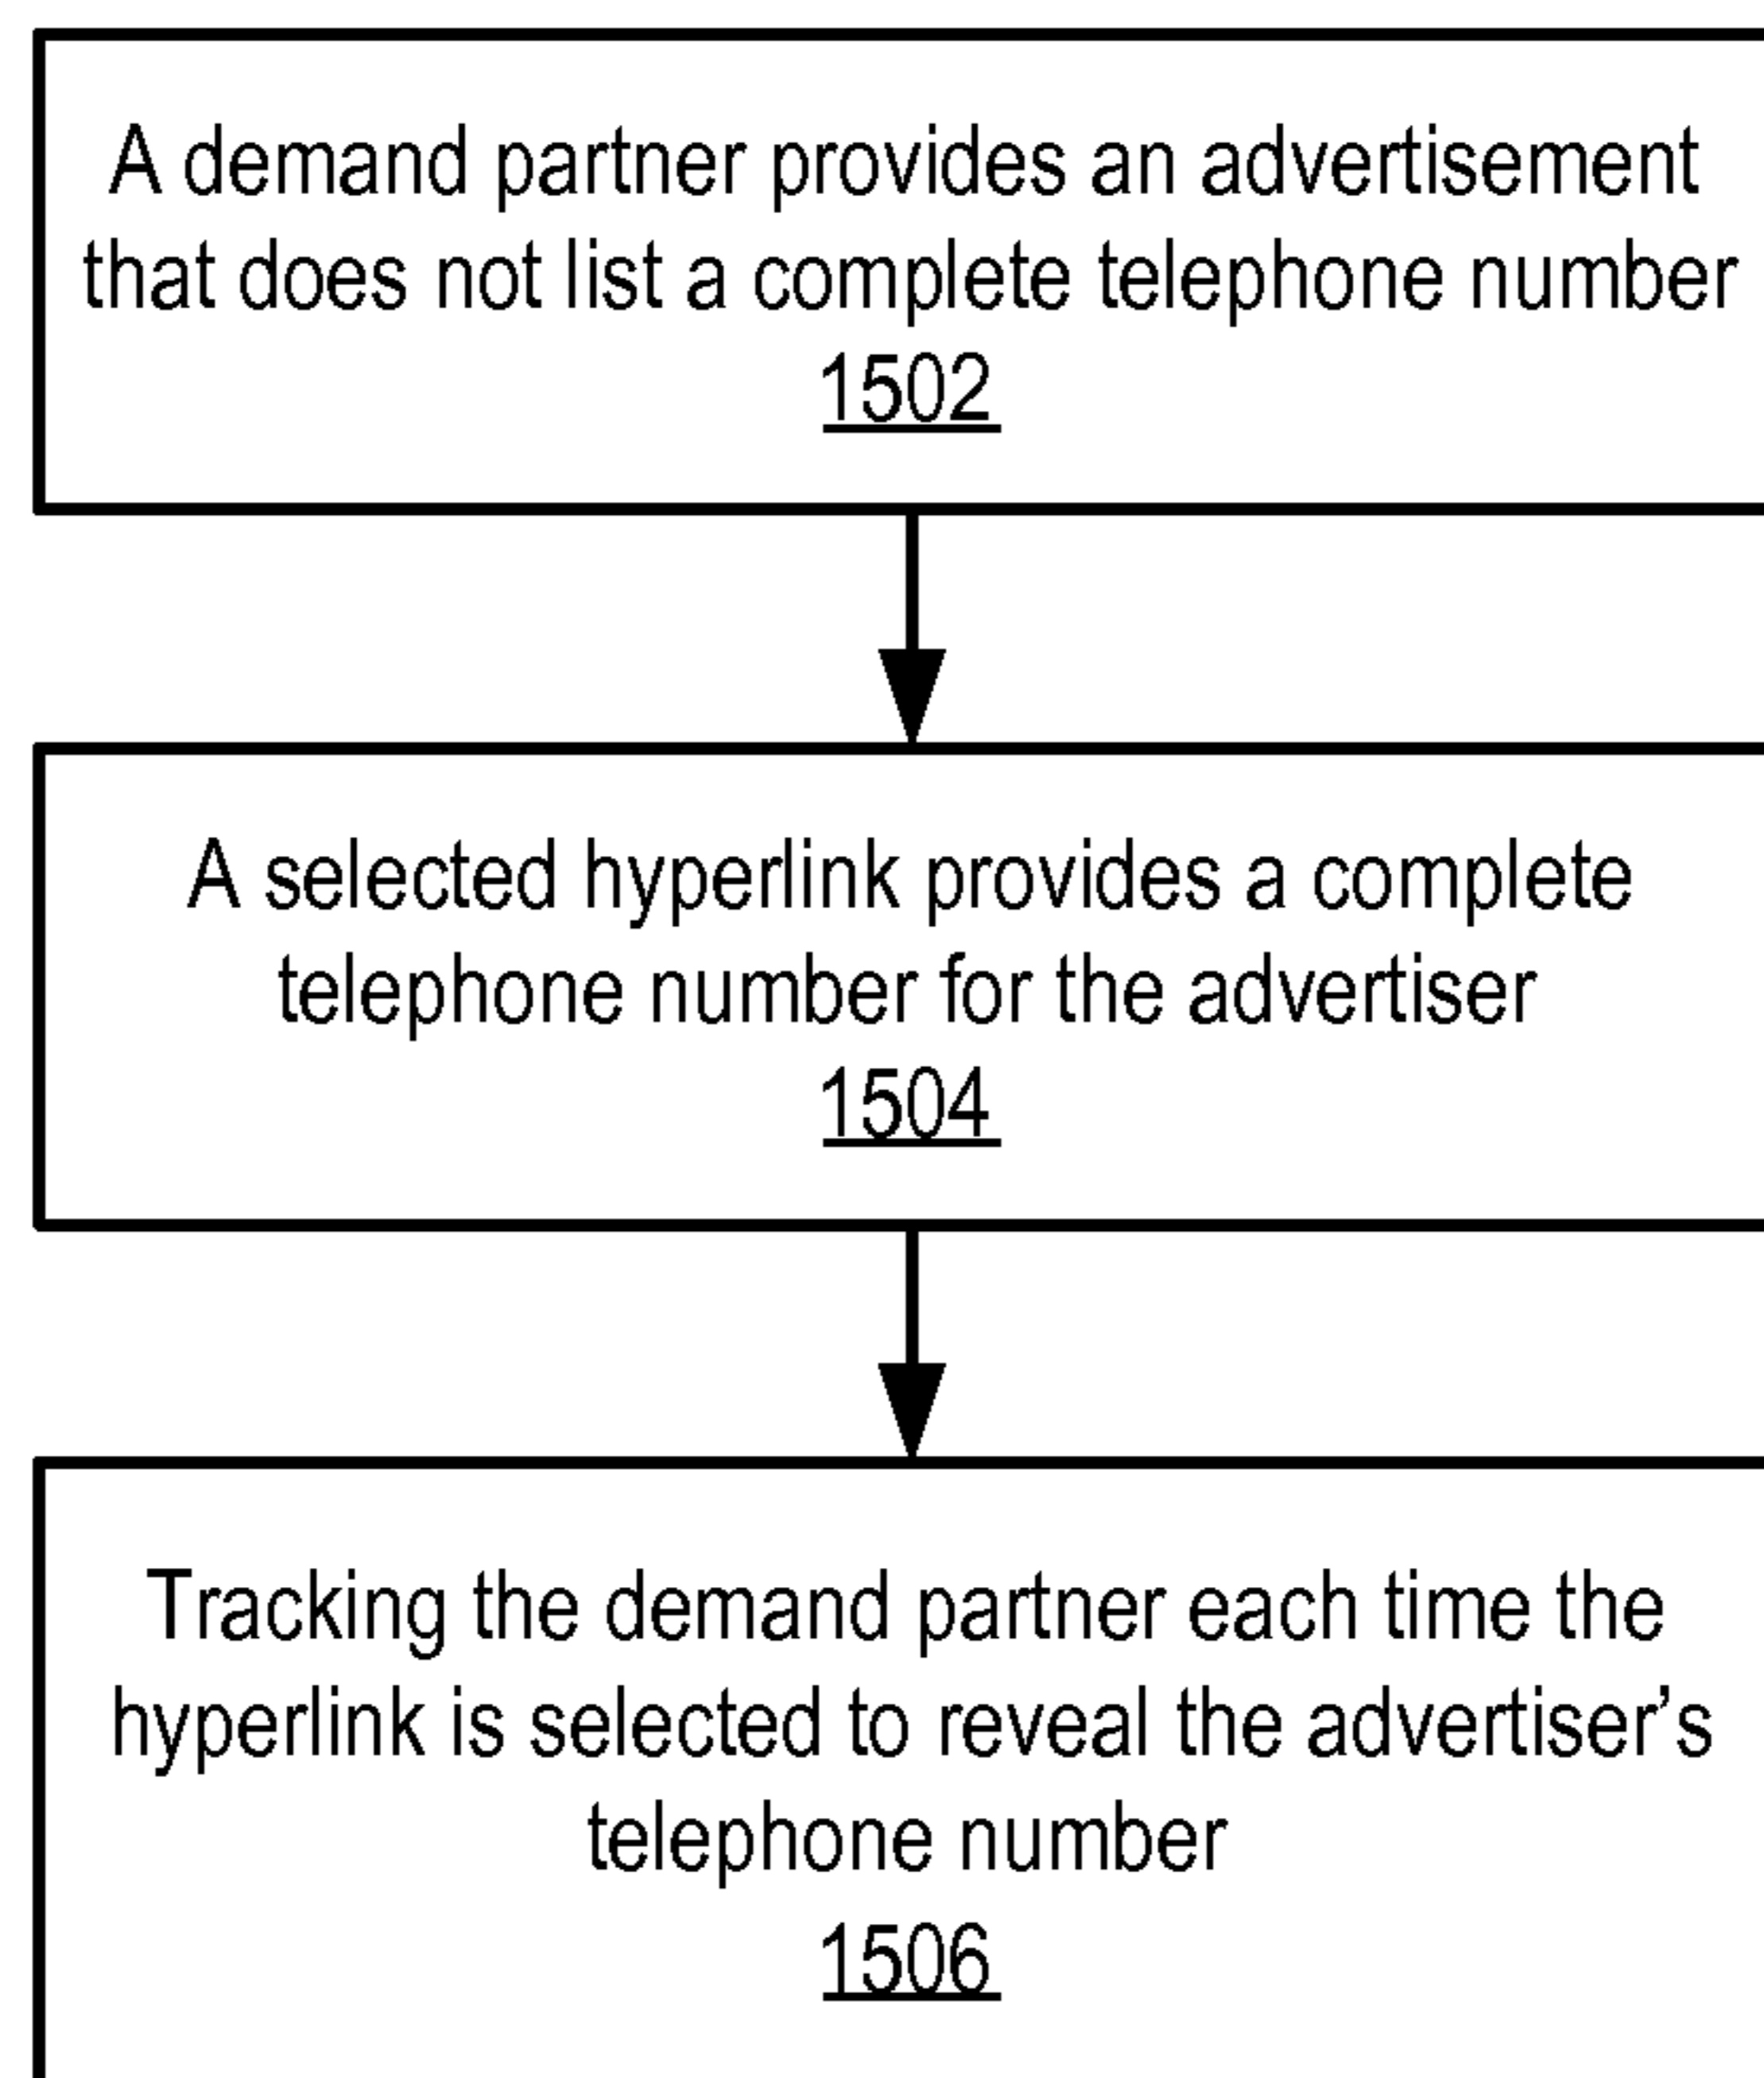 A demand partner provides an advertisement
that does not list a complete telephone number
1502
A selected hyperlink provides a complete
telephone number for the advertiser
1504
Tracking the demand partner each time the
hyperlink is selected to reveal the advertiser’s
telephone number
1506